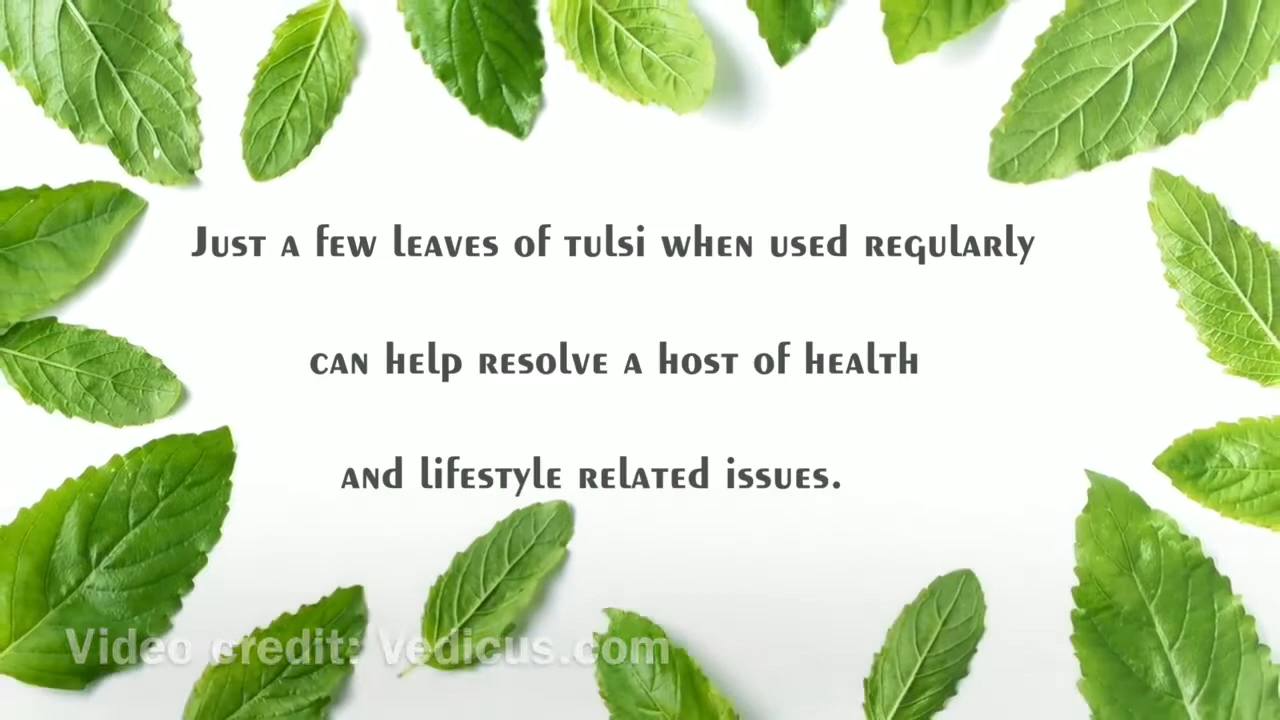 Just a few leaves of tulsi when used regularly
can help resolve a host of health
and lifestyle related issues.
Video credit: Vedicus.com